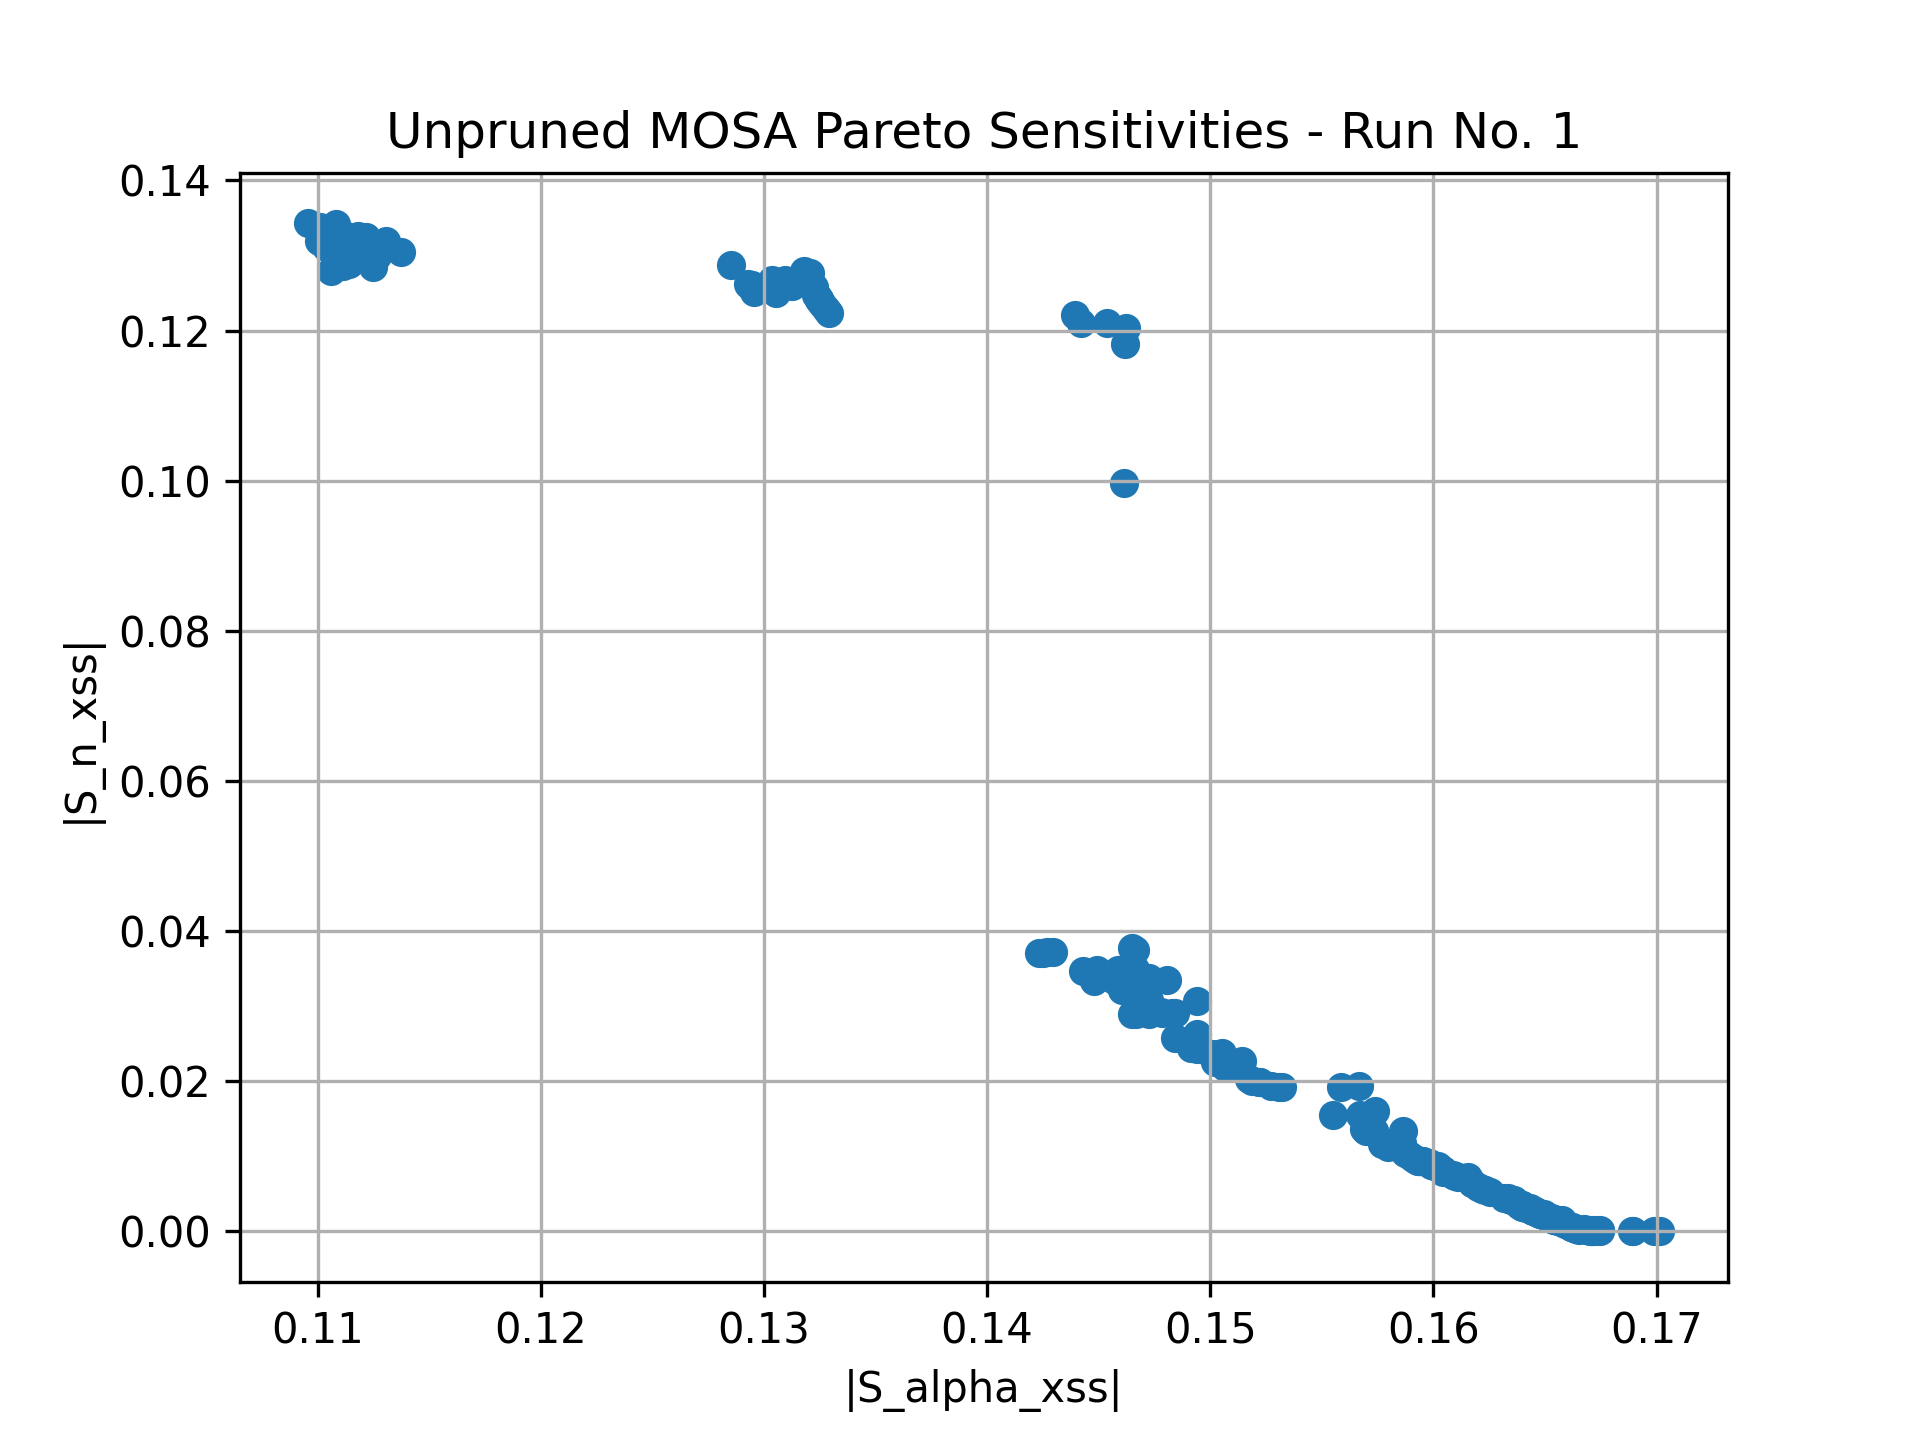 Unpruned MOSA Pareto Sensitivities - Run No. 1
|S_n_xss|
0.14
0.12
0.10
0.08
0.06
0.04
0.02
0.00
0.11 0.12 0.13 0.14 0.15 0.16 0.17
|S_alpha_xss|